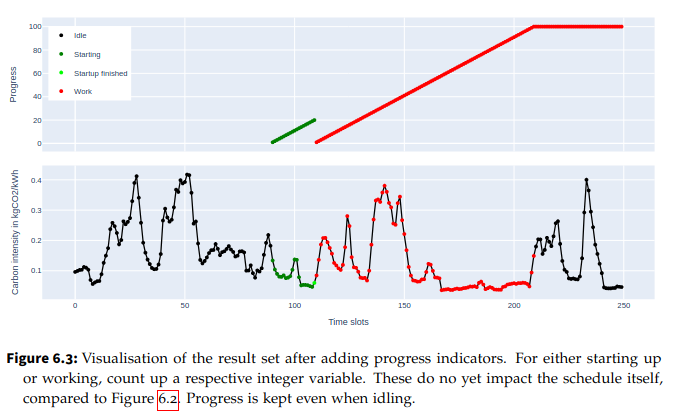 100
80
60
40
20
0
Progress
Idle
Starting
Startup finished
Work
0.4
0.3
0.2
0.1
Carbon intensity in kgCO2/kWh
0
50
100
150
200
250
Time slots
Figure 6.3: Visualisation of the result set after adding progress indicators. For either starting up
or working, count up a respective integer variable. These do no yet impact the schedule itself,
compared to Figure 6.2. Progress is kept even when idling.